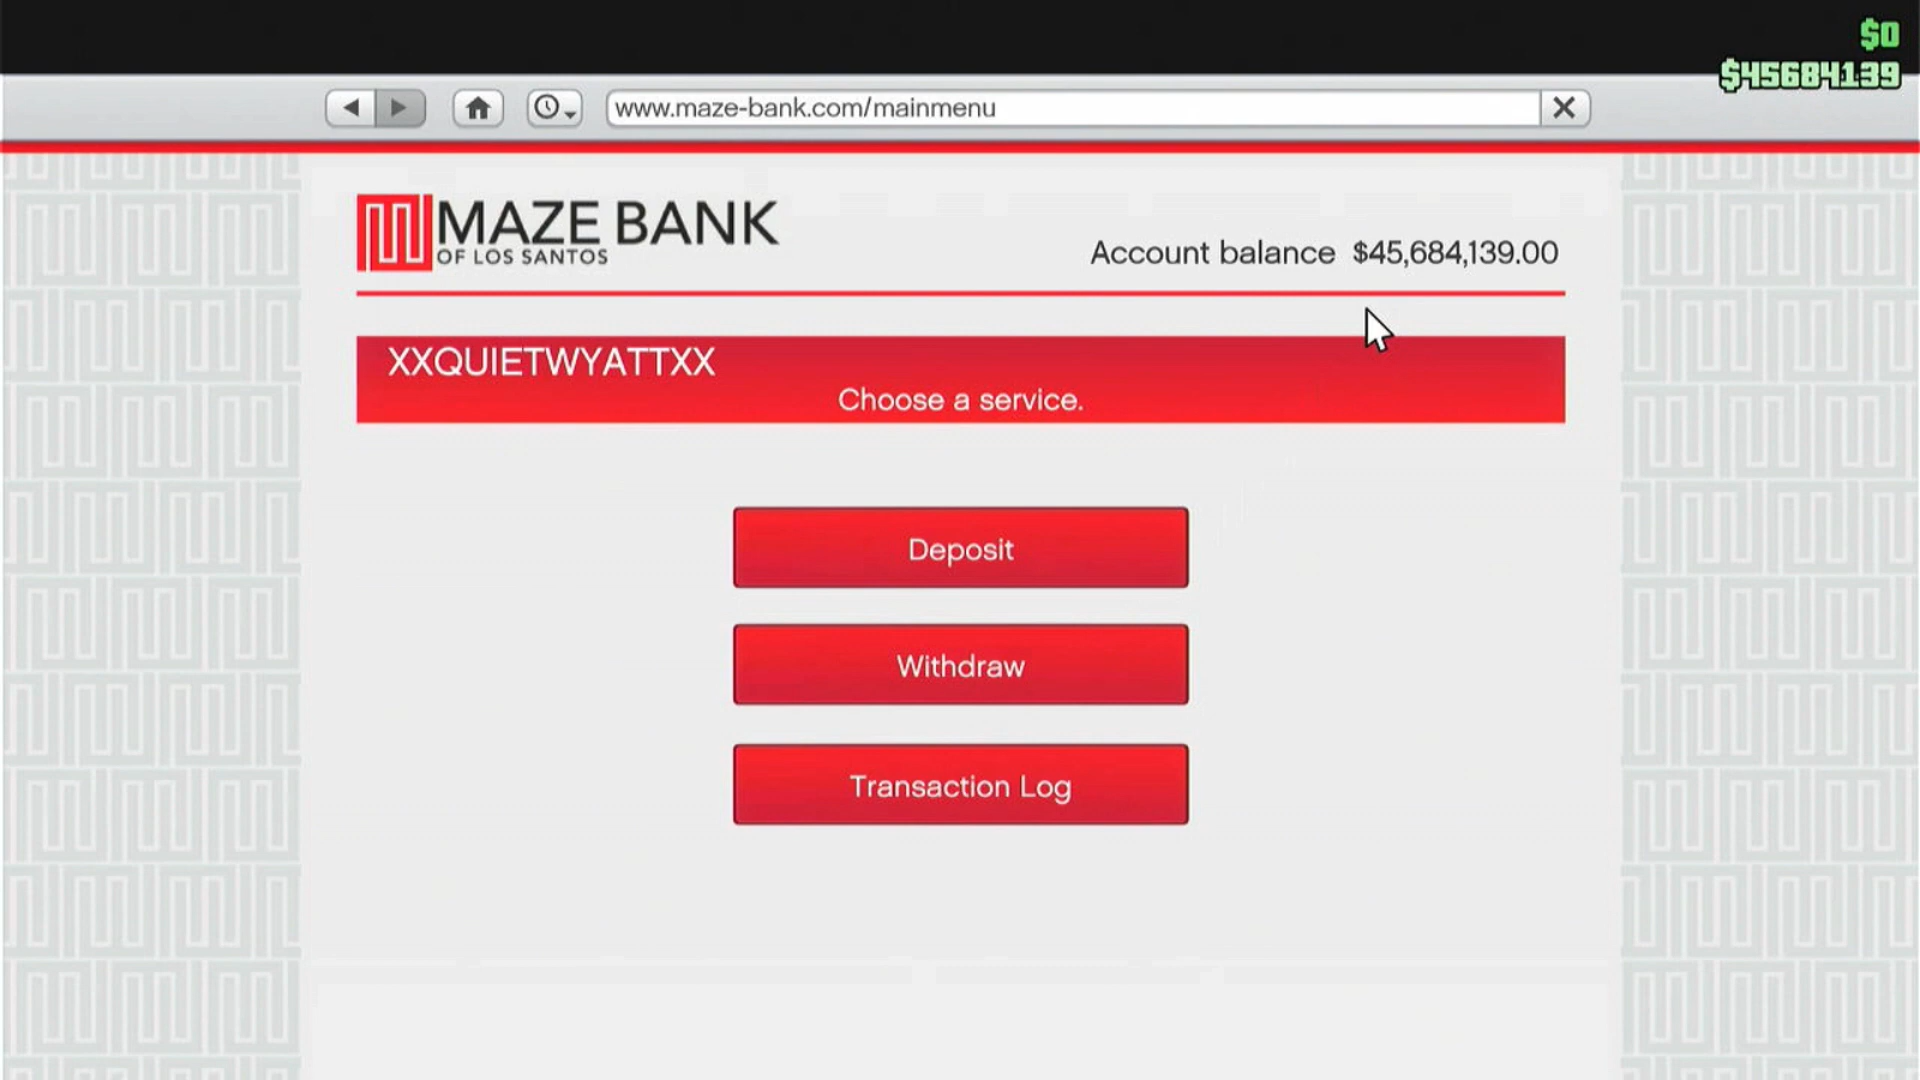 $0
$45684139
www.maze-bank.com/mainmenu
MAZE BANK
OF LOS SANTOS
Account balance $45,684,139.00
XXQUIETWYATTXX
Choose a service.
Deposit
Withdraw
Transaction Log